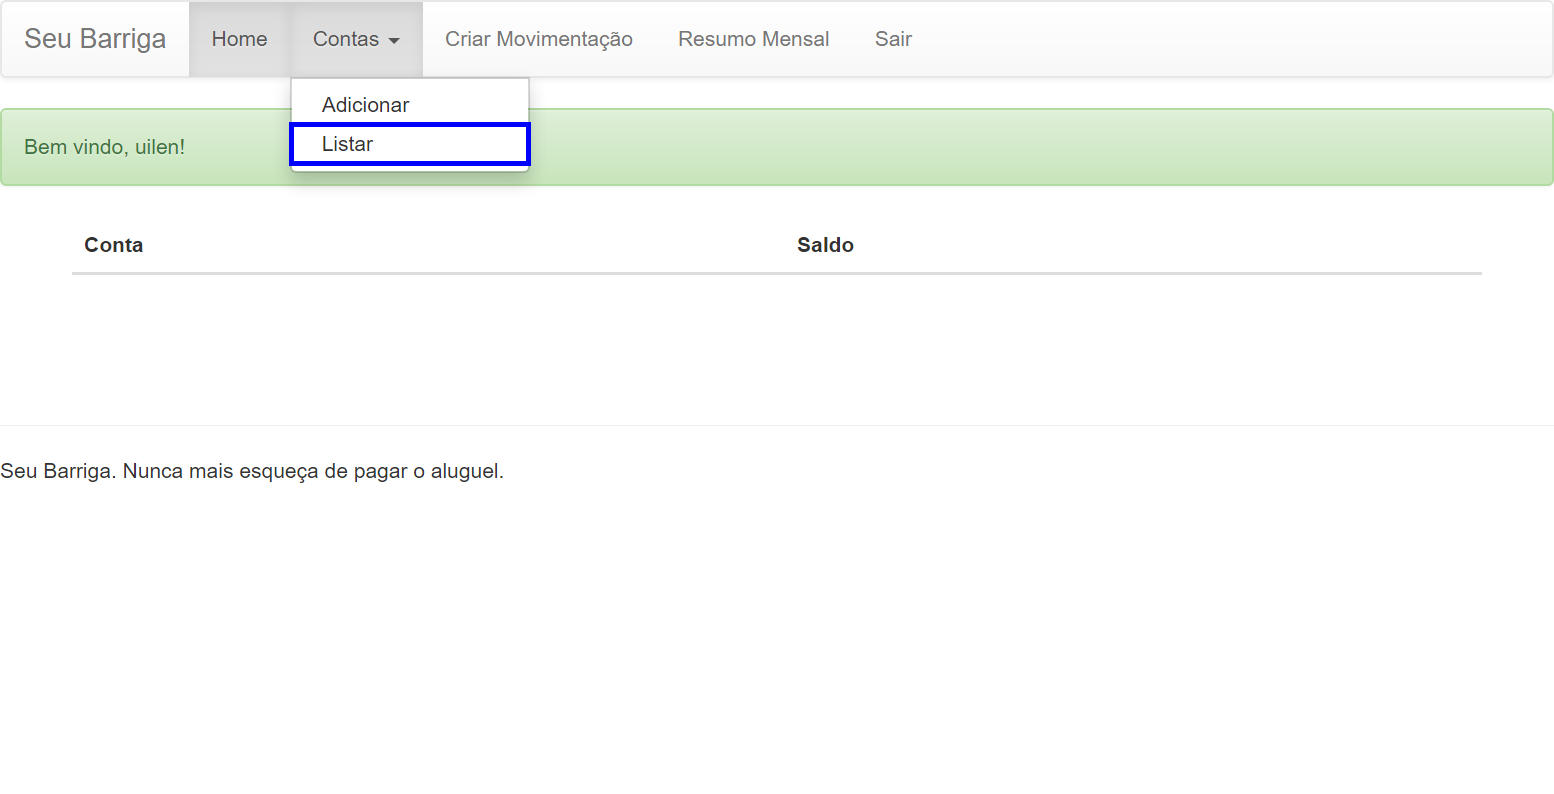 Seu Barriga Home Contas Criar Movimentação Resumo Mensal Sair
Adicionar
Listar
Bem vindo, uilen!
Conta Saldo
Seu Barriga. Nunca mais esqueça de pagar o aluguel.